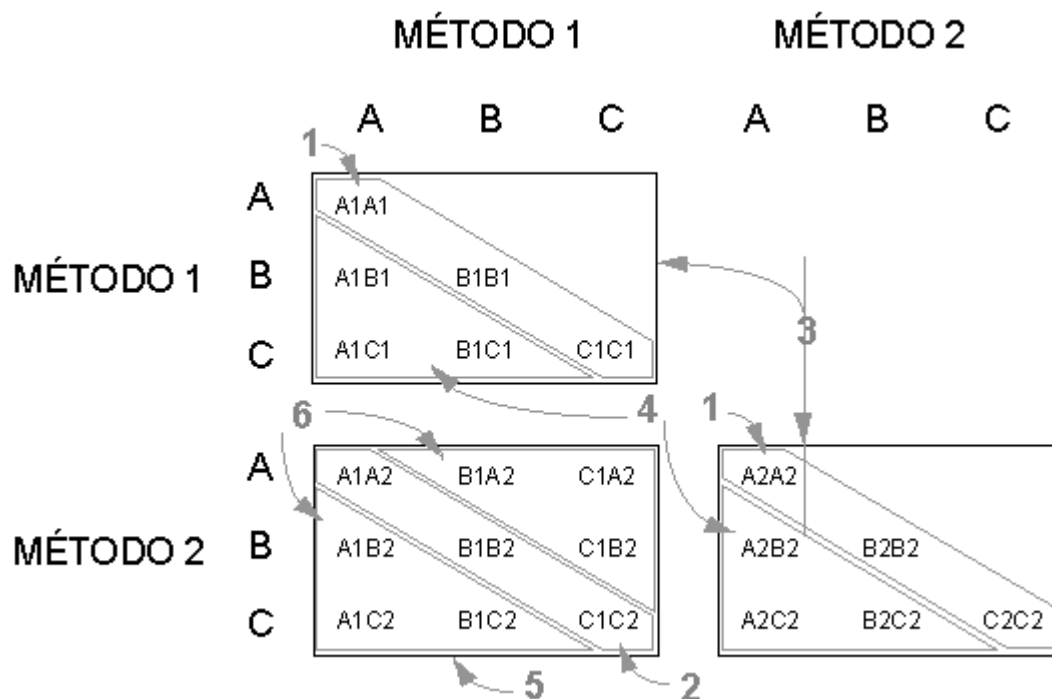 MÉTODO 1 MÉTODO 2
A B C A B C
1
A A1A1
MÉTODO 1 B A1B1 B1B1
3
C A1C1 B1C1 C1C1
6 4 1
A A1A2 B1A2 C1A2 A2A2
MÉTODO 2 B A1B2 B1B2 C1B2 A2B2 B2B2
C A1C2 B1C2 C1C2 A2C2 B2C2 C2C2
5 2